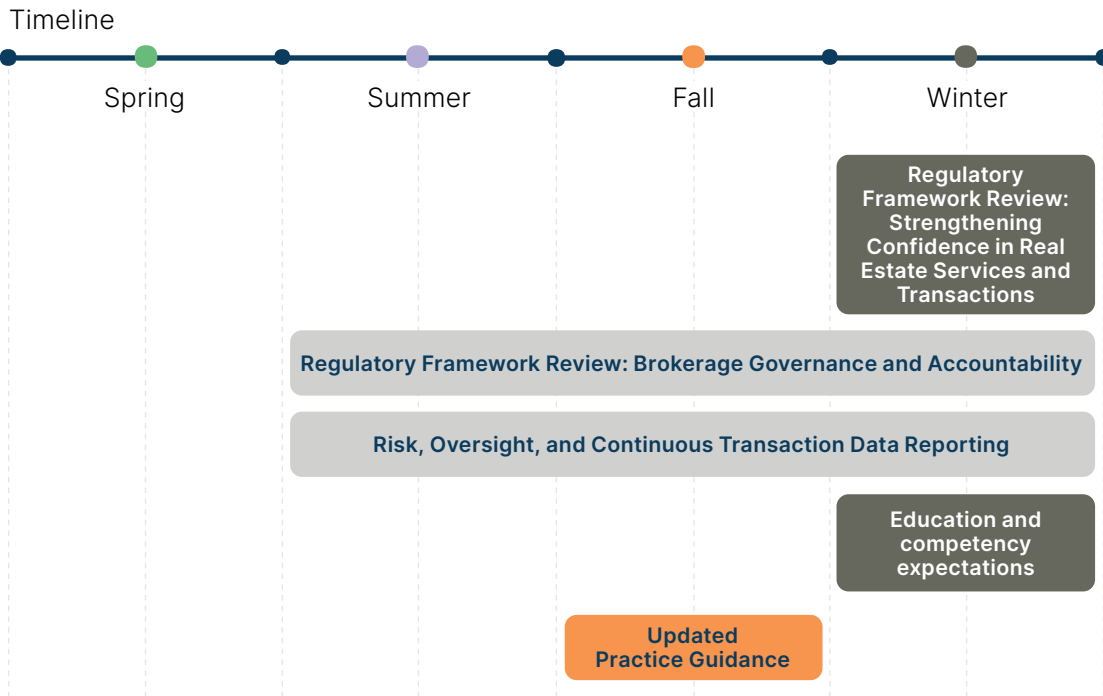 Timeline
Spring
Summer
Fall
Winter
Regulatory
Framework Review:
Strengthening
Confidence in Real
Estate Services and
Transactions
Regulatory Framework Review: Brokerage Governance and Accountability
Risk, Oversight, and Continuous Transaction Data Reporting
Education and
competency
expectations
Updated
Practice Guidance